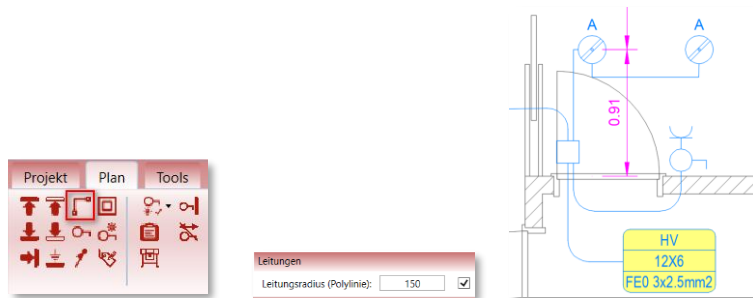 Projekt Plan Tools
Leitungen
Leitungsradius (Polylinie): 150
A A
0.91
HV
12X6
FE0 3x2.5mm2